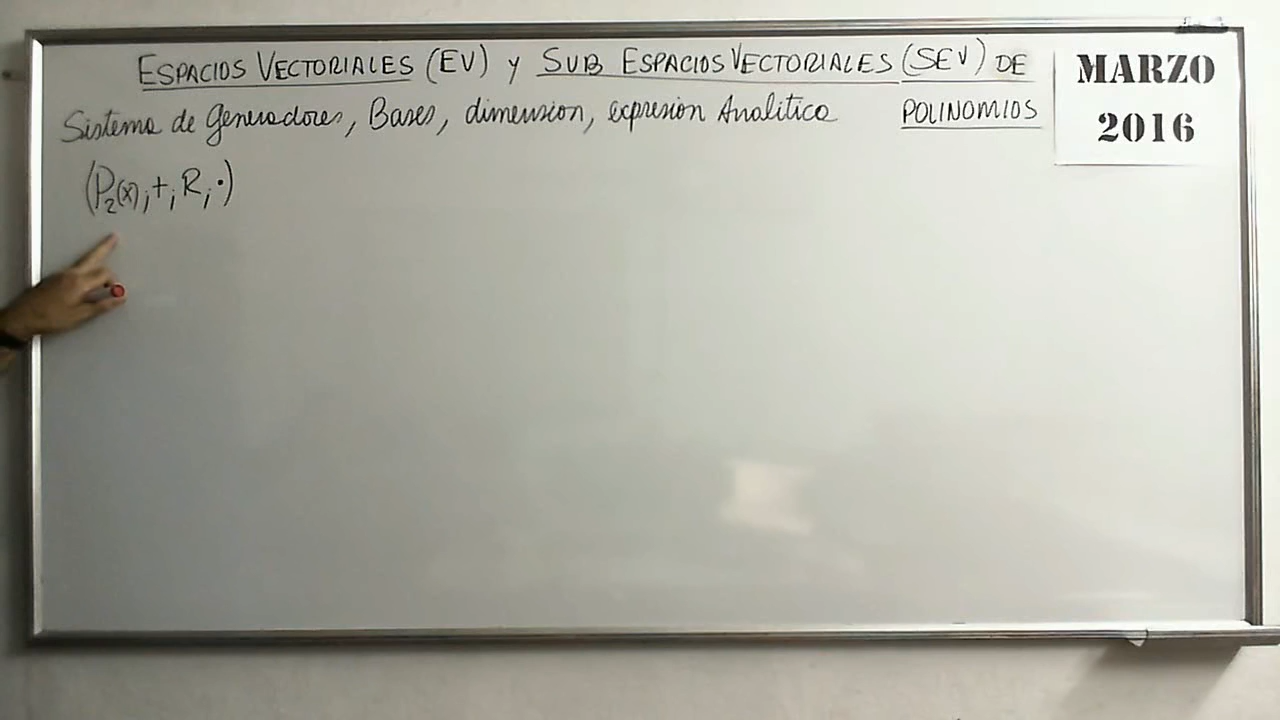 ESPACIOS VECTORIALES (EV) y SUB ESPACIOS VECTORIALES (SEV) DE
Sistema de Generadores, Bases, dimension, expresion Analitica POLINOMIOS
(P₂(x);+;R;·)
MARZO
2016